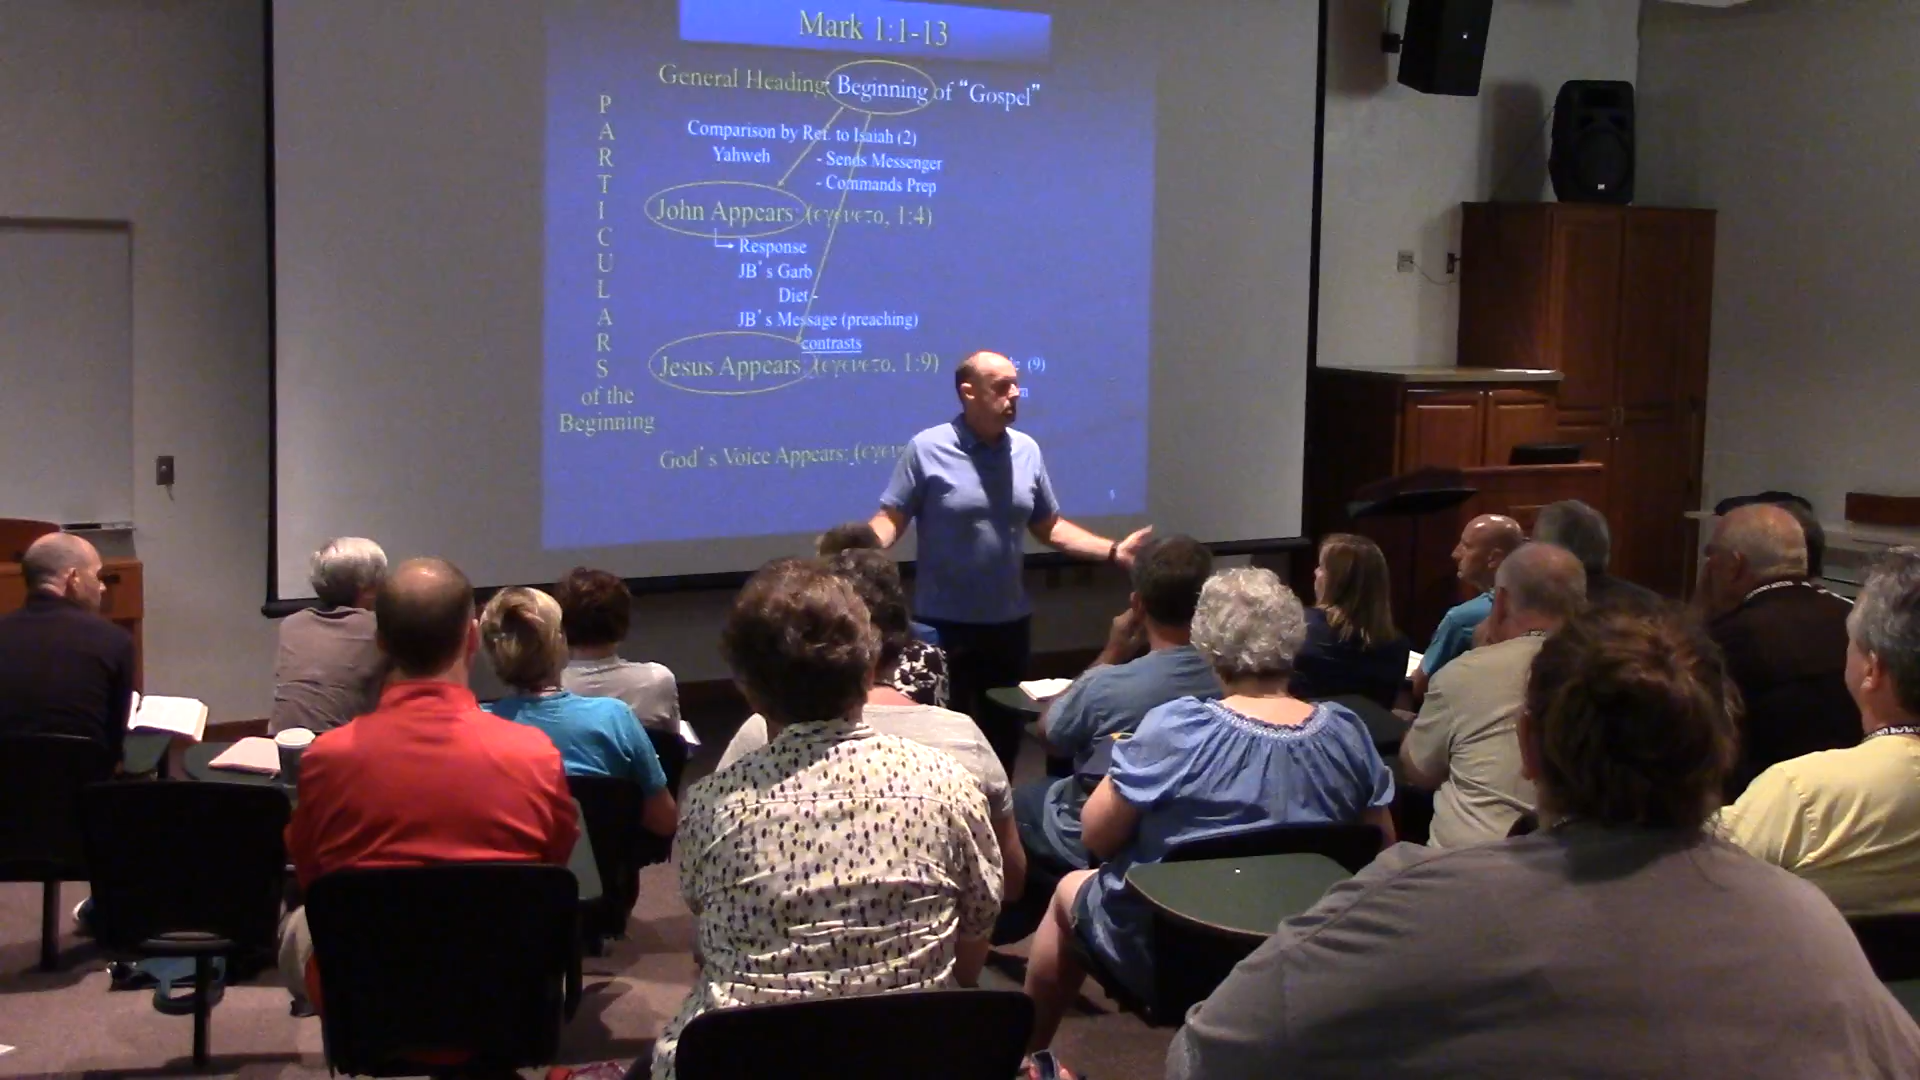 Mark 1:1-13
General Heading: Beginning of “Gospel”
Comparison by Ref. to Isaiah (2)
Yahweh - Sends Messenger
- Commands Prep
John Appears: (εγενετο, 1:4)
Response
JB’s Garb
Diet -
JB’s Message (preaching)
contrasts
Jesus Appears: (εγενετο, 1:9)
(9)
God’s Voice Appears:
PARTICULARS
of the
Beginning